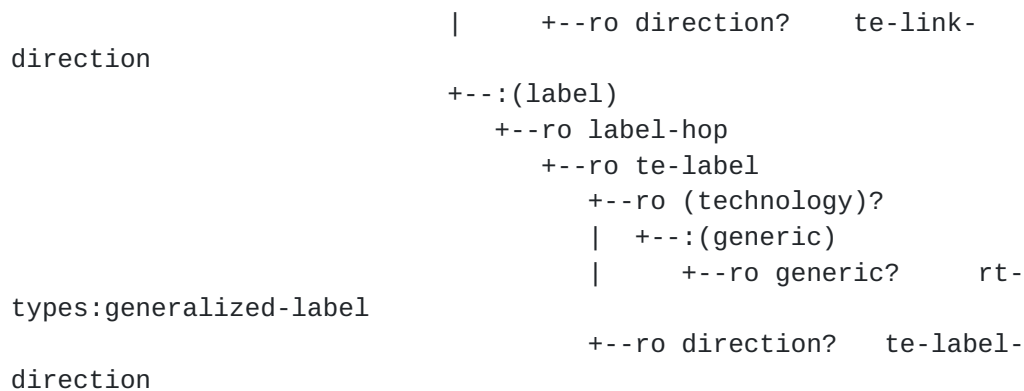 |     +--ro direction?    te-link-
direction
+--:(label)
+--ro label-hop
+--ro te-label
+--ro (technology)?
|  +--:(generic)
|     +--ro generic?     rt-
types:generalized-label
+--ro direction?   te-label-
direction